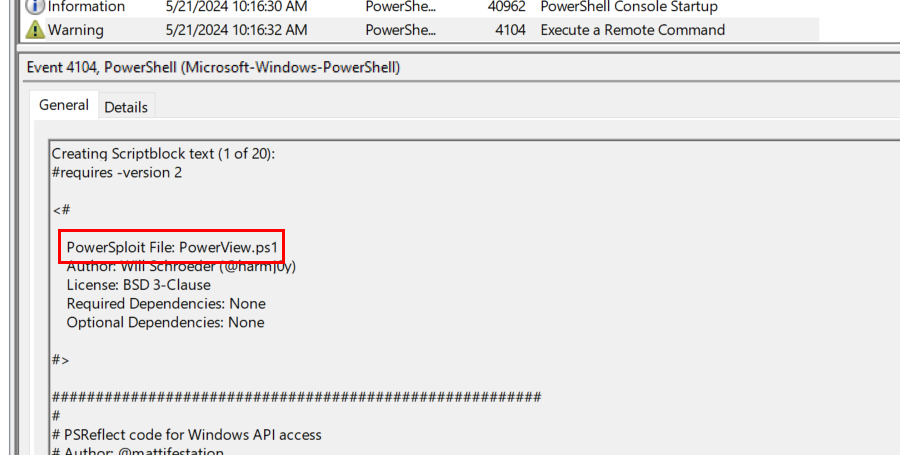 Information 5/21/2024 10:16:30 AM PowerShe... 40962 PowerShell Console Startup
Warning 5/21/2024 10:16:32 AM PowerShe... 4104 Execute a Remote Command
Event 4104, PowerShell (Microsoft-Windows-PowerShell)
General Details
Creating Scriptblock text (1 of 20):
#requires -version 2
<#
PowerSploit File: PowerView.ps1
Author: Will Schroeder (@harmj0y)
License: BSD 3-Clause
Required Dependencies: None
Optional Dependencies: None
#>
########################################################
#
# PSReflect code for Windows API access
# Author: @mattifestation